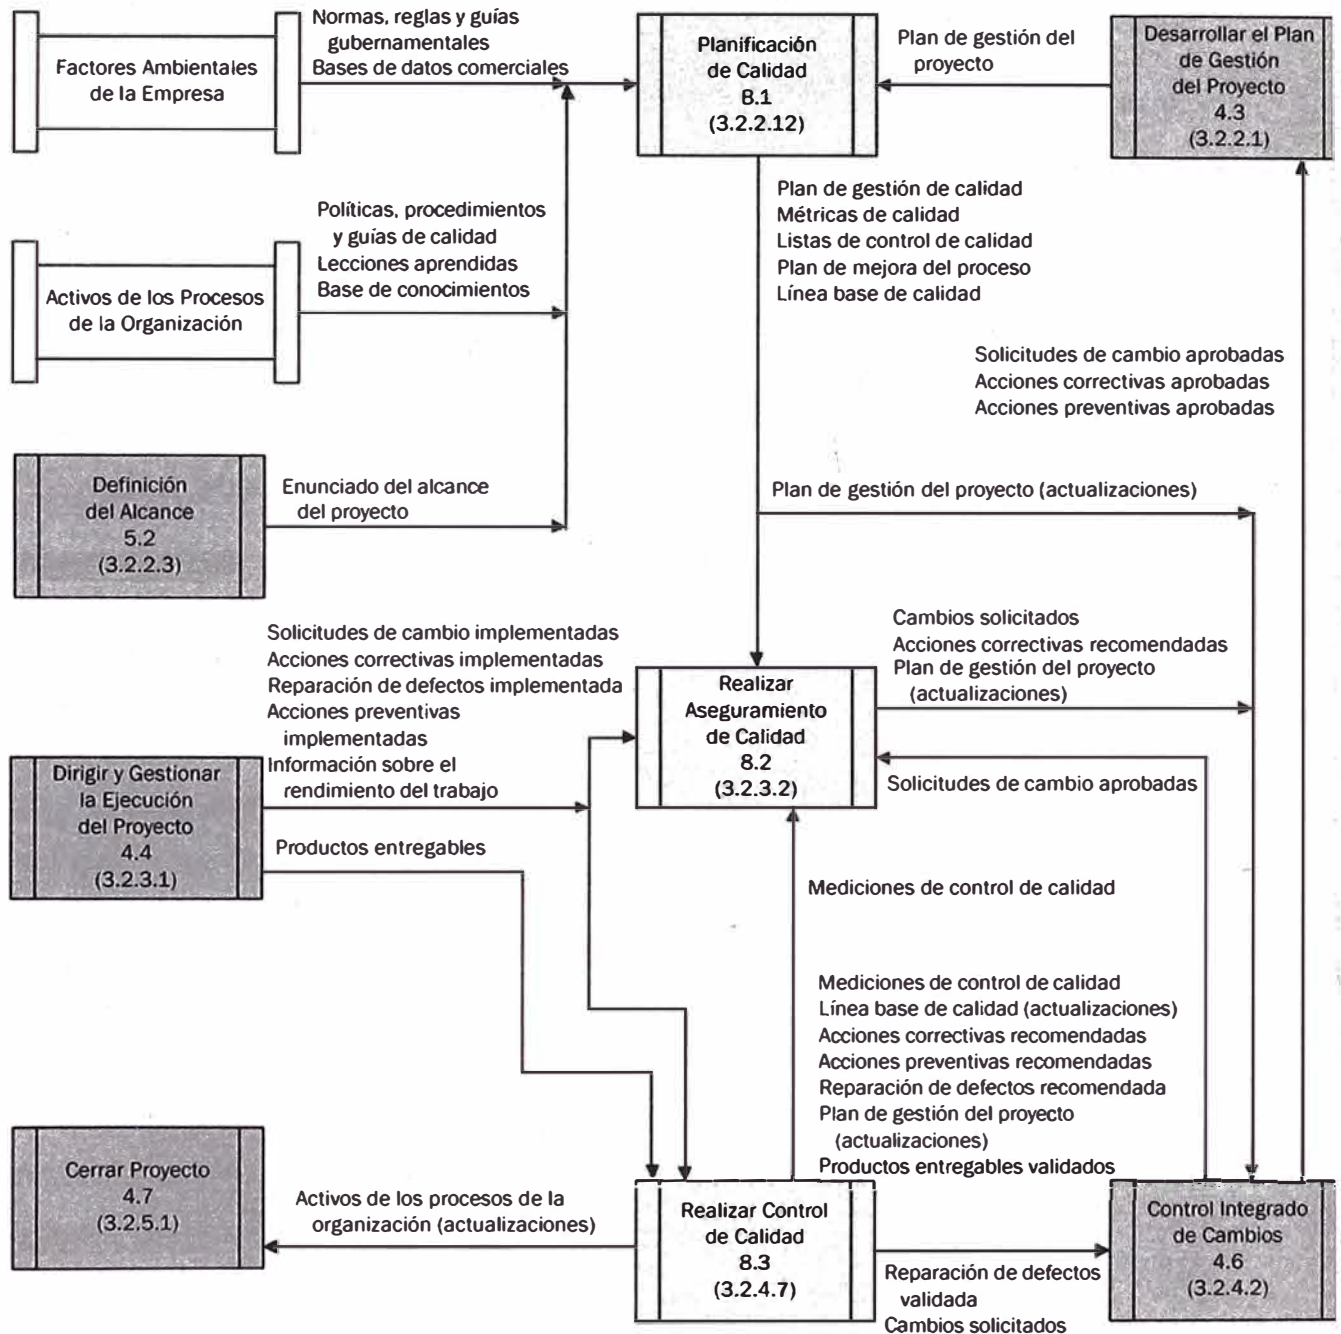 Normas, reglas y guías
gubernamentales
Bases de datos comerciales
Factores Ambientales
de la Empresa
Planificación
de Calidad
8.1
(3.2.2.12)
Plan de gestión del
proyecto
Desarrollar el Plan
de Gestión
del Proyecto
4.3
(3.2.2.1)
Políticas, procedimientos
y guías de calidad
Lecciones aprendidas
Base de conocimientos
Activos de los Procesos
de la Organización
Plan de gestión de calidad
Métricas de calidad
Listas de control de calidad
Plan de mejora del proceso
Línea base de calidad
Solicitudes de cambio aprobadas
Acciones correctivas aprobadas
Acciones preventivas aprobadas
Definición
del Alcance
5.2
(3.2.2.3)
Enunciado del alcance
del proyecto
Plan de gestión del proyecto (actualizaciones)
Solicitudes de cambio implementadas
Acciones correctivas implementadas
Reparación de defectos implementada
Acciones preventivas
implementadas
Información sobre el
rendimiento del trabajo
Cambios solicitados
Acciones correctivas recomendadas
Plan de gestión del proyecto
(actualizaciones)
Realizar
Aseguramiento
de Calidad
8.2
(3.2.3.2)
Solicitudes de cambio aprobadas
Dirigir y Gestionar
la Ejecución
del Proyecto
4.4
(3.2.3.1)
Productos entregables
Mediciones de control de calidad
Mediciones de control de calidad
Línea base de calidad (actualizaciones)
Acciones correctivas recomendadas
Acciones preventivas recomendadas
Reparación de defectos recomendada
Plan de gestión del proyecto
(actualizaciones)
Productos entregables validados
Cerrar Proyecto
4.7
(3.2.5.1)
Activos de los procesos de la
organización (actualizaciones)
Realizar Control
de Calidad
8.3
(3.2.4.7)
Control Integrado
de Cambios
4.6
(3.2.4.2)
Reparación de defectos
validada
Cambios solicitados